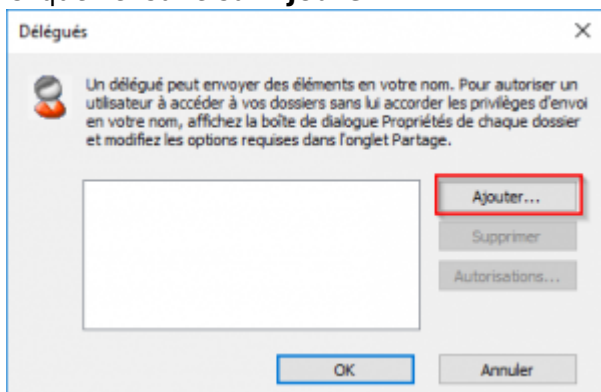 Délégués
Un délégué peut envoyer des éléments en votre nom. Pour autoriser un
utilisateur à accéder à vos dossiers sans lui accorder les privilèges d'envoi
en votre nom, affichez la boîte de dialogue Propriétés de chaque dossier
et modifiez les options requises dans l'onglet Partage.
Ajouter...
Supprimer
Autorisations...
OK
Annuler